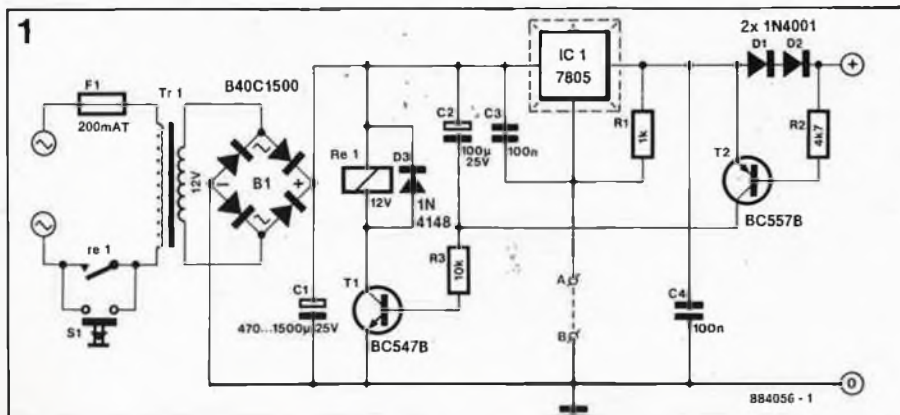 1
2x 1N4001
D1
D2
+
IC 1
7805
F1
200mAT
Tr 1
B40C1500
12V
B1
−
+
C2
100µ
25V
C3
100n
R1
1k
R2
4k7
T2
BC557B
Re 1
12V
D3
1N
4148
re 1
S1
C1
470...1500µ/25V
T1
BC547B
R3
10k
A
B
C4
100n
884056 - 1
0